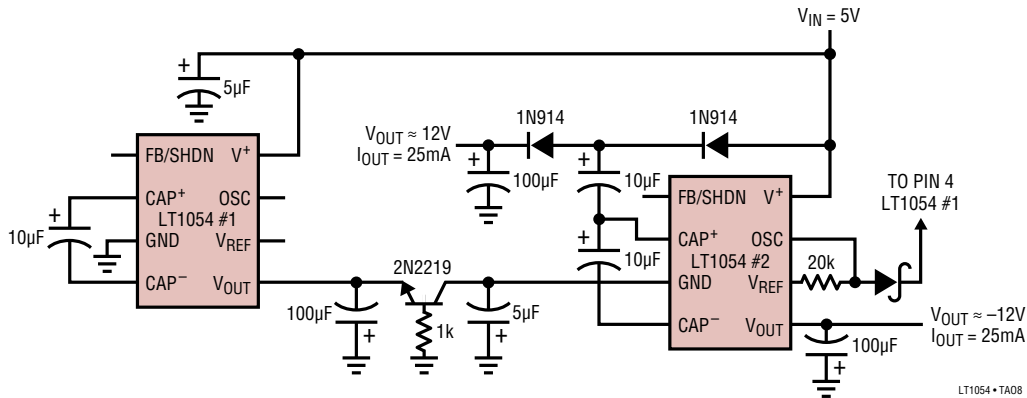 V_IN = 5V
+
5μF
1N914
1N914
V_OUT ≈ 12V
I_OUT = 25mA
+
100μF
+
10μF
FB/SHDN V+
CAP+ OSC
LT1054 #1
GND V_REF
CAP− V_OUT
+
10μF
FB/SHDN V+
CAP+ OSC
LT1054 #2
GND V_REF
CAP− V_OUT
+
10μF
TO PIN 4
LT1054 #1
20k
2N2219
100μF
+
1k
5μF
+
V_OUT ≈ −12V
I_OUT = 25mA
100μF
+
LT1054 • TA08